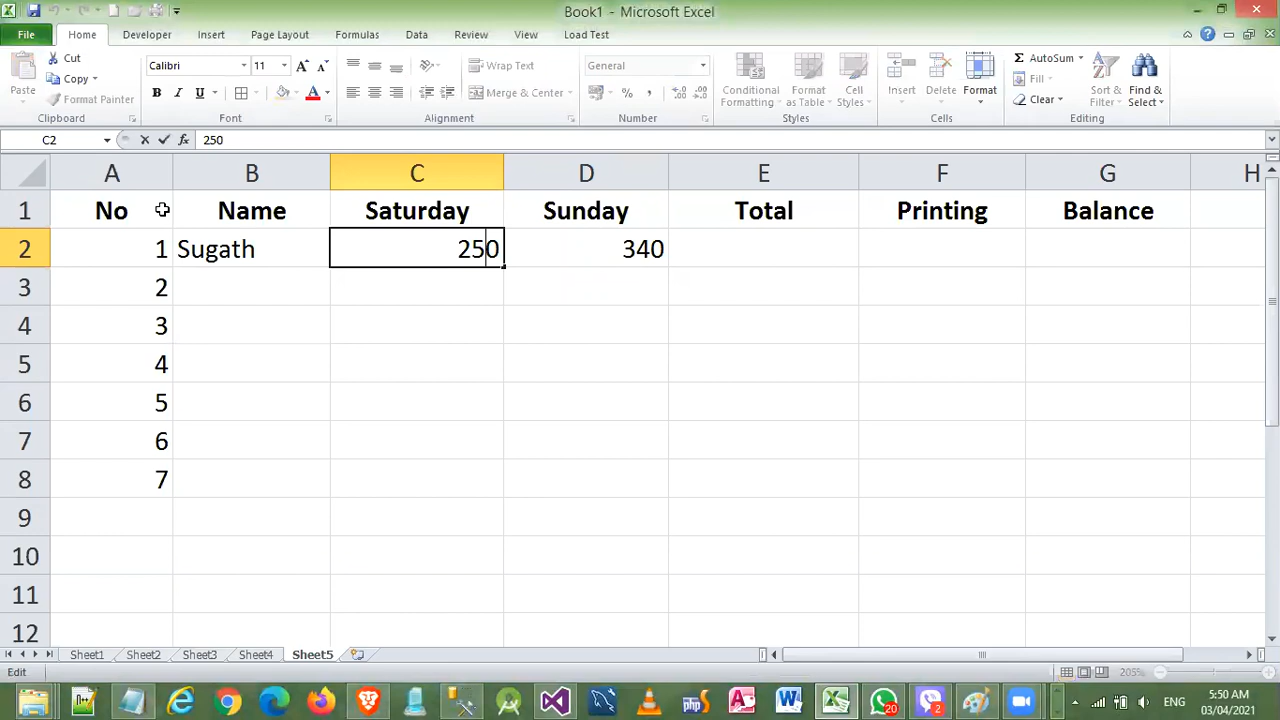 Book1 - Microsoft Excel
File Home Developer Insert Page Layout Formulas Data Review View Load Test
Paste Cut Copy Format Painter Clipboard
Calibri 11 A A B I U A Font
Wrap Text Merge & Center Alignment
General % , Number
Conditional Formatting Format as Table Cell Styles Styles
Insert Delete Format Cells
Σ AutoSum Fill Clear Sort & Filter Find & Select Editing
C2 fx 250
A B C D E F G H
1 No Name Saturday Sunday Total Printing Balance
2 1 Sugath 250 340
3 2
4 3
5 4
6 5
7 6
8 7
9
10
11
12
Sheet1 Sheet2 Sheet3 Sheet4 Sheet5
Edit 205%
20 2 ENG 5:50 AM
03/04/2021